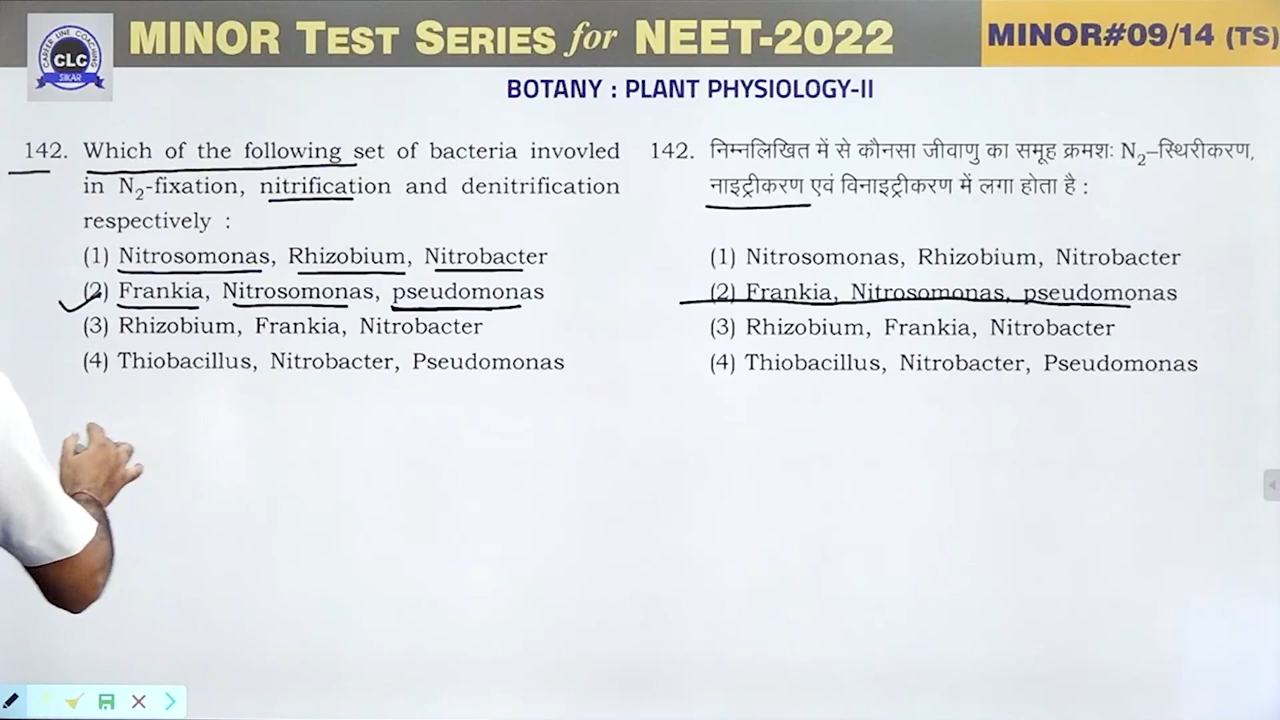 CAREER LINE COACHING
CLC
SIKAR
MINOR TEST SERIES for NEET-2022
MINOR#09/14 (TS)
BOTANY : PLANT PHYSIOLOGY-II
142. Which of the following set of bacteria invovled
in N₂-fixation, nitrification and denitrification
respectively :
(1) Nitrosomonas, Rhizobium, Nitrobacter
(2) Frankia, Nitrosomonas, pseudomonas
(3) Rhizobium, Frankia, Nitrobacter
(4) Thiobacillus, Nitrobacter, Pseudomonas
142. निम्नलिखित में से कौनसा जीवाणु का समूह क्रमशः N₂–स्थिरीकरण,
नाइट्रीकरण एवं विनाइट्रीकरण में लगा होता है :
(1) Nitrosomonas, Rhizobium, Nitrobacter
(2) Frankia, Nitrosomonas, pseudomonas
(3) Rhizobium, Frankia, Nitrobacter
(4) Thiobacillus, Nitrobacter, Pseudomonas